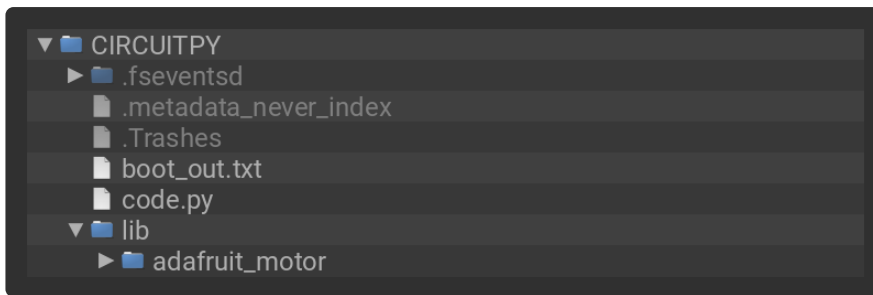 CIRCUITPY
.fseventsd
.metadata_never_index
.Trashes
boot_out.txt
code.py
lib
adafruit_motor